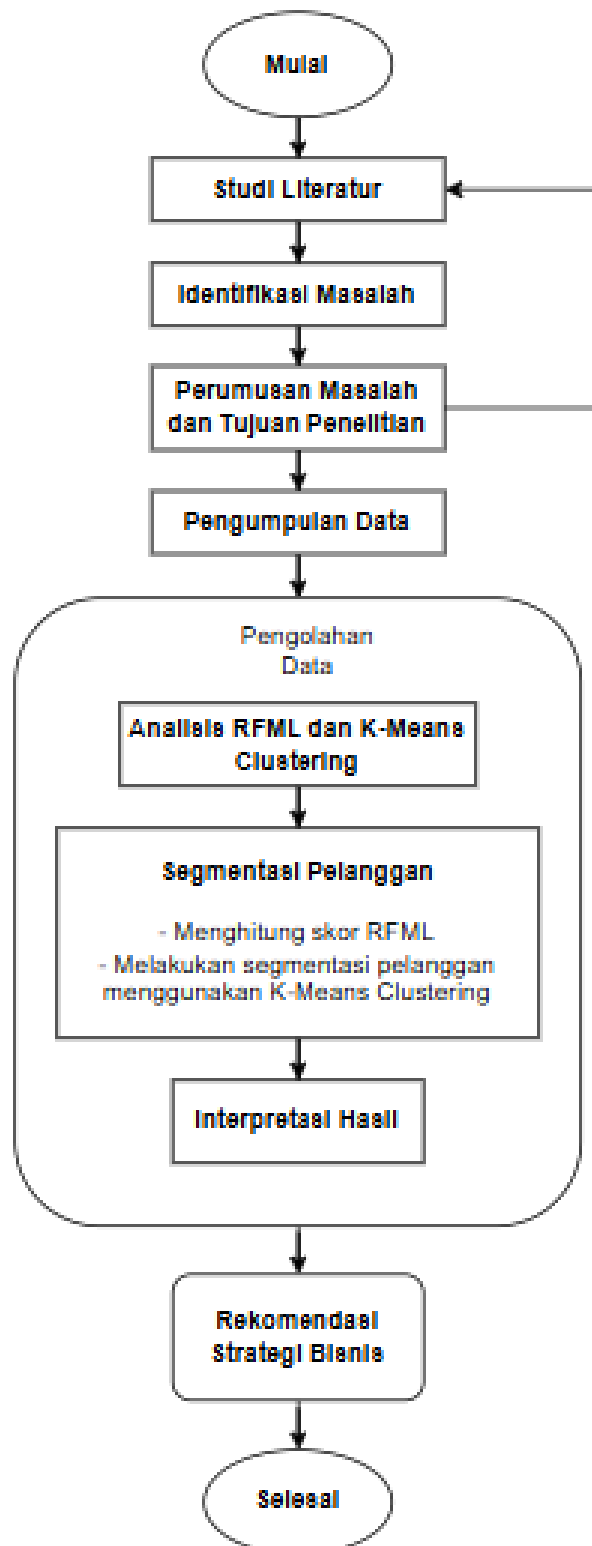 Mulai
Studi Literatur
Identifikasi Masalah
Perumusan Masalah
dan Tujuan Penelitian
Pengumpulan Data
Pengolahan
Data
Analisis RFML dan K-Means
Clustering
Segmentasi Pelanggan
- Menghitung skor RFML
- Melakukan segmentasi pelanggan
menggunakan K-Means Clustering
Interpretasi Hasil
Rekomendasi
Strategi Bisnis
Selesai